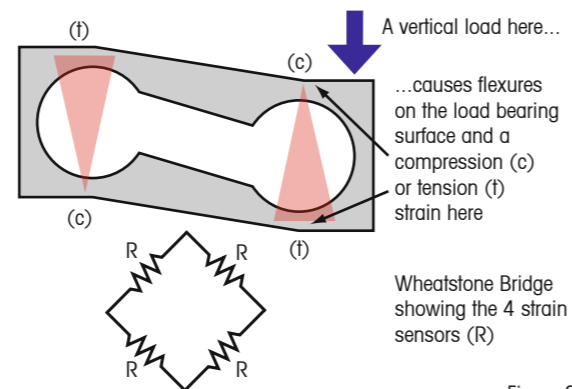 (t)
A vertical load here...
(c)
...causes flexures
on the load bearing
surface and a
compression (c)
or tension (t)
strain here
(c)
(t)
R
R
Wheatstone Bridge
showing the 4 strain
sensors (R)
R
R